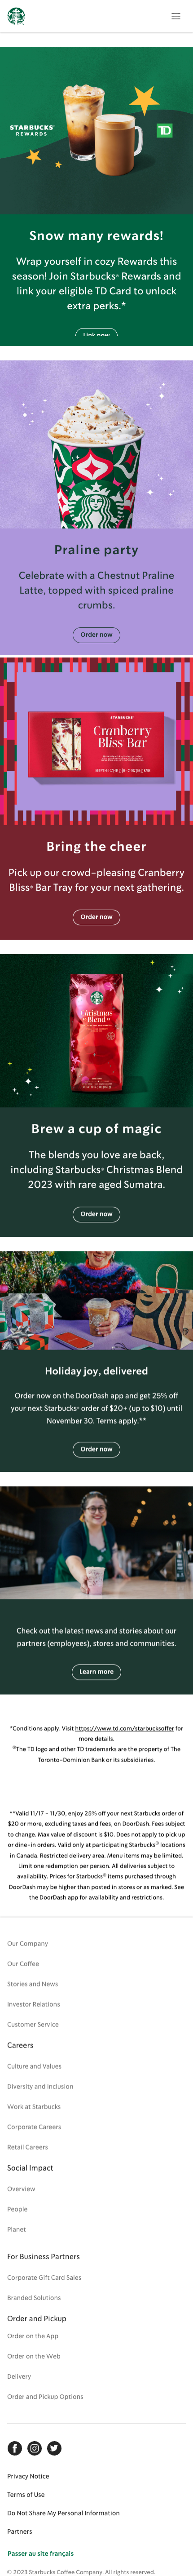 STARBUCKS®
REWARDS
TD
Snow many rewards!
Wrap yourself in cozy Rewards this
season! Join Starbucks® Rewards and
link your eligible TD Card to unlock
extra perks.*
Link now
Praline party
Celebrate with a Chestnut Praline
Latte, topped with spiced praline
crumbs.
Order now
STARBUCKS
Cranberry
Bliss Bar
Bring the cheer
Pick up our crowd-pleasing Cranberry
Bliss® Bar Tray for your next gathering.
Order now
Christmas
Blend
Brew a cup of magic
The blends you love are back,
including Starbucks® Christmas Blend
2023 with rare aged Sumatra.
Order now
Holiday joy, delivered
Order now on the DoorDash app and get 25% off
your next Starbucks® order of $20+ (up to $10) until
November 30. Terms apply.**
Order now
Check out the latest news and stories about our
partners (employees), stores and communities.
Learn more
*Conditions apply. Visit https://www.td.com/starbucksoffer for
more details.
®The TD logo and other TD trademarks are the property of The
Toronto-Dominion Bank or its subsidiaries.
**Valid 11/17 - 11/30, enjoy 25% off your next Starbucks order of
$20 or more, excluding taxes and fees, on DoorDash. Fees subject
to change. Max value of discount is $10. Does not apply to pick up
or dine-in orders. Valid only at participating Starbucks® locations
in Canada. Restricted delivery area. Menu items may be limited.
Limit one redemption per person. All deliveries subject to
availability. Prices for Starbucks® items purchased through
DoorDash may be higher than posted in stores or as marked. See
the DoorDash app for availability and restrictions.
Our Company
Our Coffee
Stories and News
Investor Relations
Customer Service
Careers
Culture and Values
Diversity and Inclusion
Work at Starbucks
Corporate Careers
Retail Careers
Social Impact
Overview
People
Planet
For Business Partners
Corporate Gift Card Sales
Branded Solutions
Order and Pickup
Order on the App
Order on the Web
Delivery
Order and Pickup Options
Privacy Notice
Terms of Use
Do Not Share My Personal Information
Partners
Passer au site français
© 2023 Starbucks Coffee Company. All rights reserved.